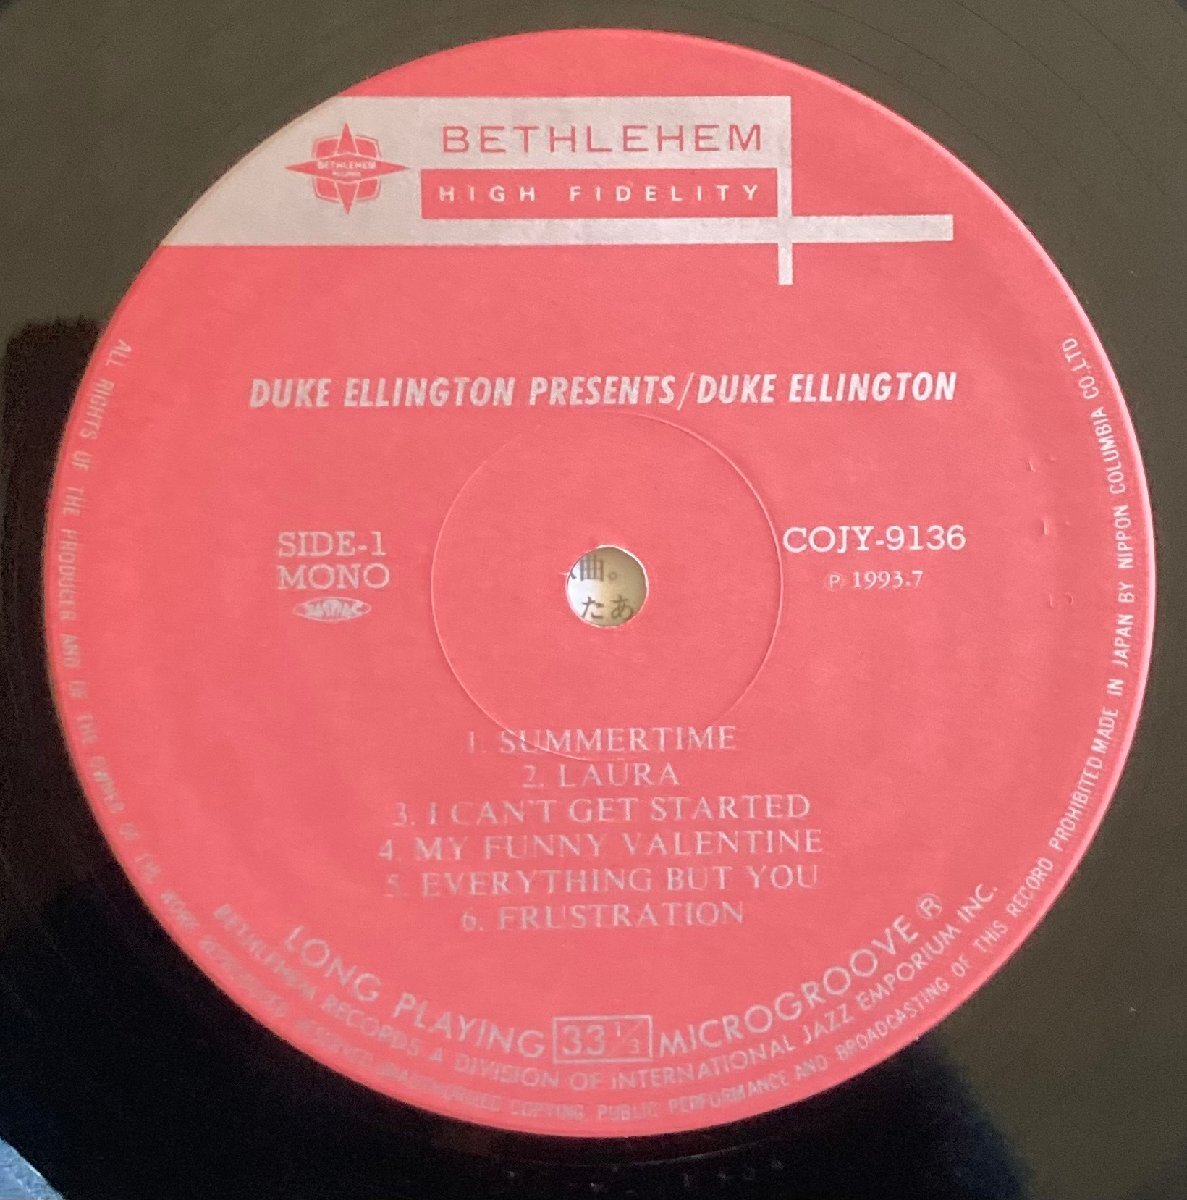 BETHLEHEM
RECORDS
BETHLEHEM
HIGH FIDELITY
DUKE ELLINGTON PRESENTS/DUKE ELLINGTON
SIDE-1
MONO
COJY-9136
Ⓟ 1993.7
曲。
たあ
1. SUMMERTIME
2. LAURA
3. I CAN'T GET STARTED
4. MY FUNNY VALENTINE
5. EVERYTHING BUT YOU
6. FRUSTRATION
LONG PLAYING 33 1/3 MICROGROOVE ®
BETHLEHEM RECORDS A DIVISION OF INTERNATIONAL JAZZ EMPORIUM INC.
ALL RIGHTS OF THE PRODUCER AND OF THE OWNER OF THE WORK REPRODUCED RESERVED. UNAUTHORIZED COPYING, PUBLIC PERFORMANCE AND BROADCASTING OF THIS RECORD PROHIBITED MADE IN JAPAN BY NIPPON COLUMBIA CO.,LTD.